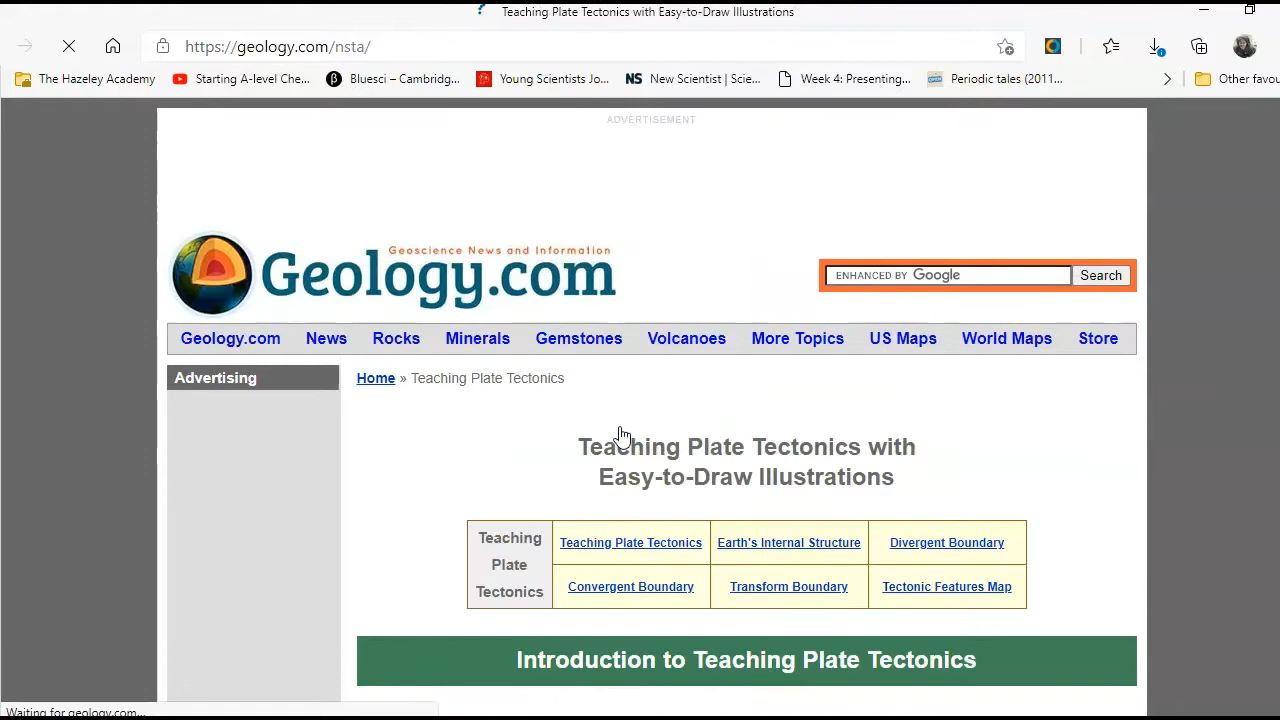 Teaching Plate Tectonics with Easy-to-Draw Illustrations
https://geology.com/nsta/
The Hazeley Academy
Starting A-level Che...
Bluesci – Cambridg...
Young Scientists Jo...
NS New Scientist | Scie...
Week 4: Presenting...
Periodic tales (2011...
Other favou
ADVERTISEMENT
Geoscience News and Information
Geology.com
ENHANCED BY Google
Search
Geology.com News Rocks Minerals Gemstones Volcanoes More Topics US Maps World Maps Store
Advertising
Home » Teaching Plate Tectonics
Teaching Plate Tectonics with
Easy-to-Draw Illustrations
Teaching
Plate
Tectonics
Teaching Plate Tectonics Earth's Internal Structure Divergent Boundary
Convergent Boundary Transform Boundary Tectonic Features Map
Introduction to Teaching Plate Tectonics
Waiting for geology.com...